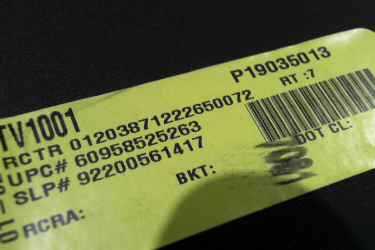 P19035013
TV1001
RT :7
RCTR 01203871222650072
UPC# 60958525263
SLP# 92200561417
DOT CL:
BKT:
RCRA: